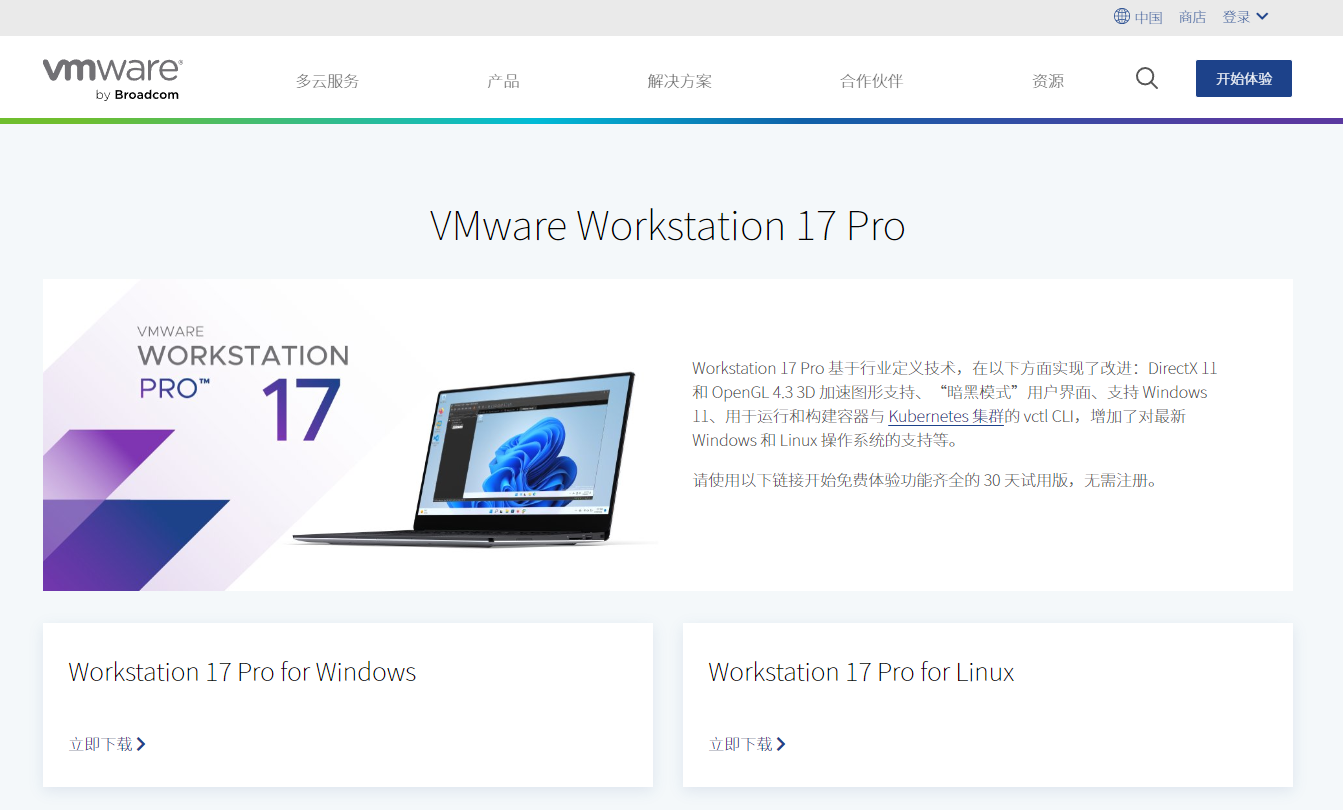 中国 商店 登录
vmware®
by Broadcom
多云服务 产品 解决方案 合作伙伴 资源 开始体验
VMware Workstation 17 Pro
VMWARE
WORKSTATION
PRO™ 17
Workstation 17 Pro 基于行业定义技术，在以下方面实现了改进：DirectX 11
和 OpenGL 4.3 3D 加速图形支持、“暗黑模式”用户界面、支持 Windows
11、用于运行和构建容器与 Kubernetes 集群的 vctl CLI，增加了对最新
Windows 和 Linux 操作系统的支持等。
请使用以下链接开始免费体验功能齐全的 30 天试用版，无需注册。
Workstation 17 Pro for Windows
立即下载
Workstation 17 Pro for Linux
立即下载